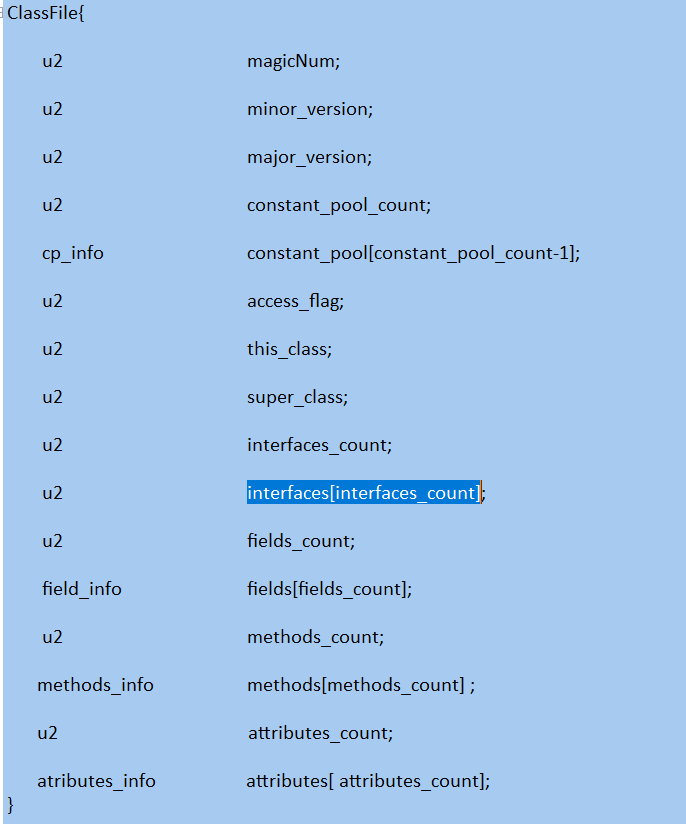 ClassFile{
u2 magicNum;
u2 minor_version;
u2 major_version;
u2 constant_pool_count;
cp_info constant_pool[constant_pool_count-1];
u2 access_flag;
u2 this_class;
u2 super_class;
u2 interfaces_count;
u2 interfaces[interfaces_count];
u2 fields_count;
field_info fields[fields_count];
u2 methods_count;
methods_info methods[methods_count] ;
u2 attributes_count;
atributes_info attributes[ attributes_count];
}